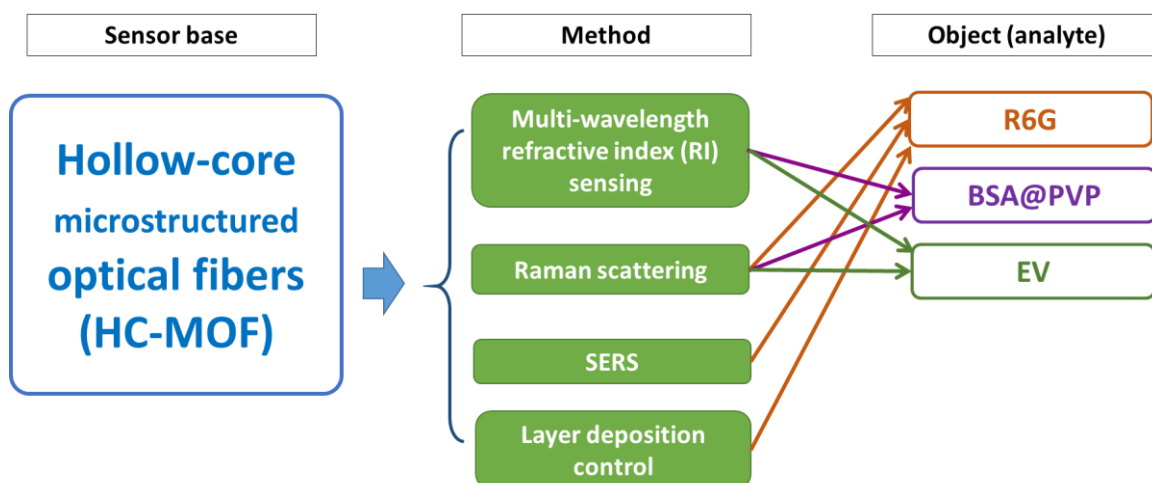 Sensor base
Method
Object (analyte)
Hollow-core
microstructured
optical fibers
(HC-MOF)
Multi-wavelength
refractive index (RI)
sensing
Raman scattering
SERS
Layer deposition
control
R6G
BSA@PVP
EV